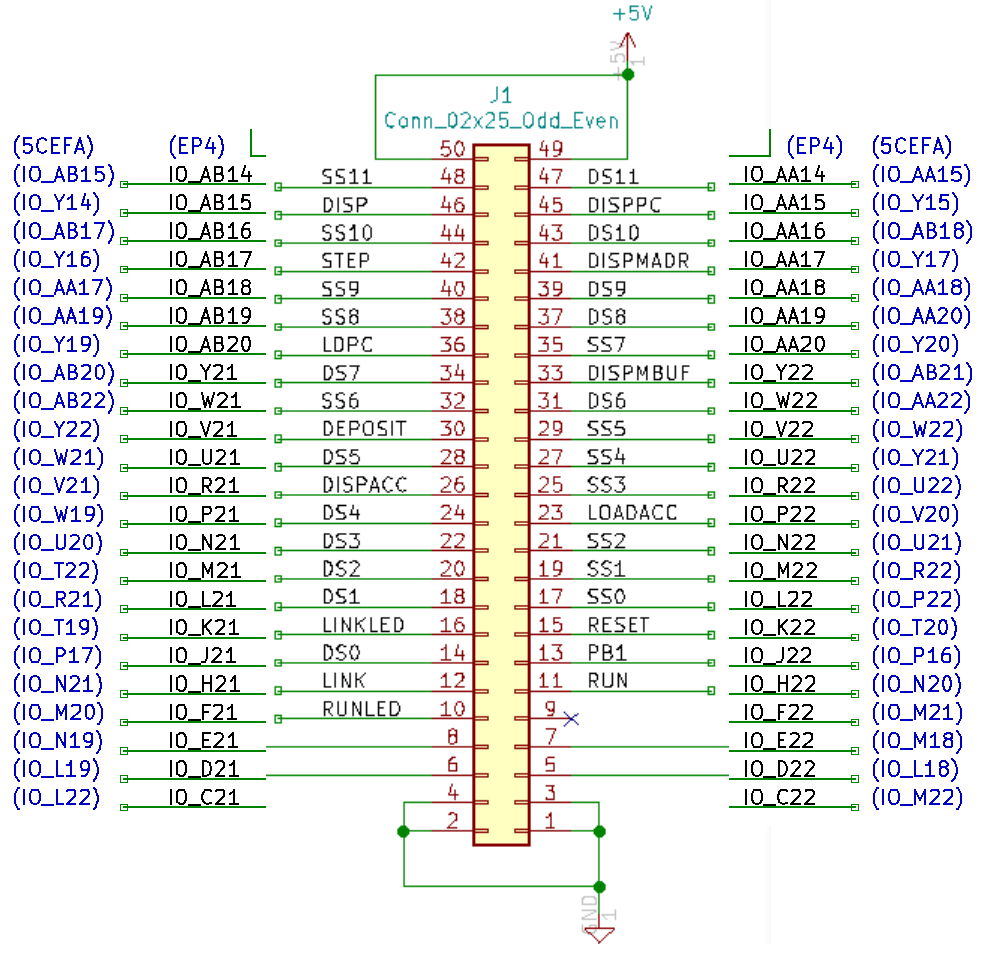 +5V
+5V
1
J1
Conn_02x25_Odd_Even
(5CEFA) (EP4) 50 49 (EP4) (5CEFA)
(IO_AB15) IO_AB14 SS11 48 47 DS11 IO_AA14 (IO_AA15)
(IO_Y14) IO_AB15 DISP 46 45 DISPPC IO_AA15 (IO_Y15)
(IO_AB17) IO_AB16 SS10 44 43 DS10 IO_AA16 (IO_AB18)
(IO_Y16) IO_AB17 STEP 42 41 DISPMADR IO_AA17 (IO_Y17)
(IO_AA17) IO_AB18 SS9 40 39 DS9 IO_AA18 (IO_AA18)
(IO_AA19) IO_AB19 SS8 38 37 DS8 IO_AA19 (IO_AA20)
(IO_Y19) IO_AB20 LDPC 36 35 SS7 IO_AA20 (IO_Y20)
(IO_AB20) IO_Y21 DS7 34 33 DISPMBUF IO_Y22 (IO_AB21)
(IO_AB22) IO_W21 SS6 32 31 DS6 IO_W22 (IO_AA22)
(IO_Y22) IO_V21 DEPOSIT 30 29 SS5 IO_V22 (IO_W22)
(IO_W21) IO_U21 DS5 28 27 SS4 IO_U22 (IO_Y21)
(IO_V21) IO_R21 DISPACC 26 25 SS3 IO_R22 (IO_U22)
(IO_W19) IO_P21 DS4 24 23 LOADACC IO_P22 (IO_V20)
(IO_U20) IO_N21 DS3 22 21 SS2 IO_N22 (IO_U21)
(IO_T22) IO_M21 DS2 20 19 SS1 IO_M22 (IO_R22)
(IO_R21) IO_L21 DS1 18 17 SS0 IO_L22 (IO_P22)
(IO_T19) IO_K21 LINKLED 16 15 RESET IO_K22 (IO_T20)
(IO_P17) IO_J21 DS0 14 13 PB1 IO_J22 (IO_P16)
(IO_N21) IO_H21 LINK 12 11 RUN IO_H22 (IO_N20)
(IO_M20) IO_F21 RUNLED 10 9 IO_F22 (IO_M21)
(IO_N19) IO_E21 8 7 IO_E22 (IO_M18)
(IO_L19) IO_D21 6 5 IO_D22 (IO_L18)
(IO_L22) IO_C21 4 3 IO_C22 (IO_M22)
2 1
GND
1